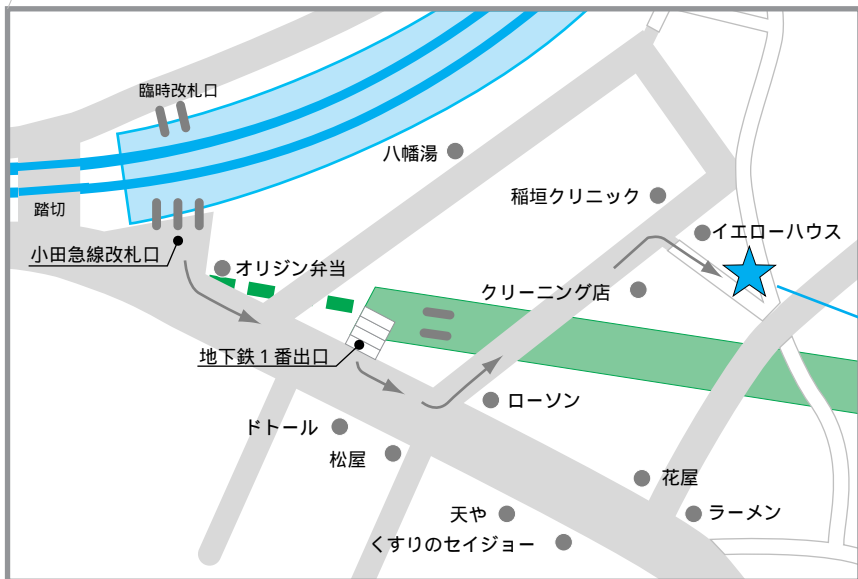 臨時改札口
八幡湯
稲垣クリニック
踏切
イエローハウス
小田急線改札口
オリジン弁当
クリーニング店
地下鉄1番出口
ローソン
ドトール
松屋
花屋
天や
ラーメン
くすりのセイジョー